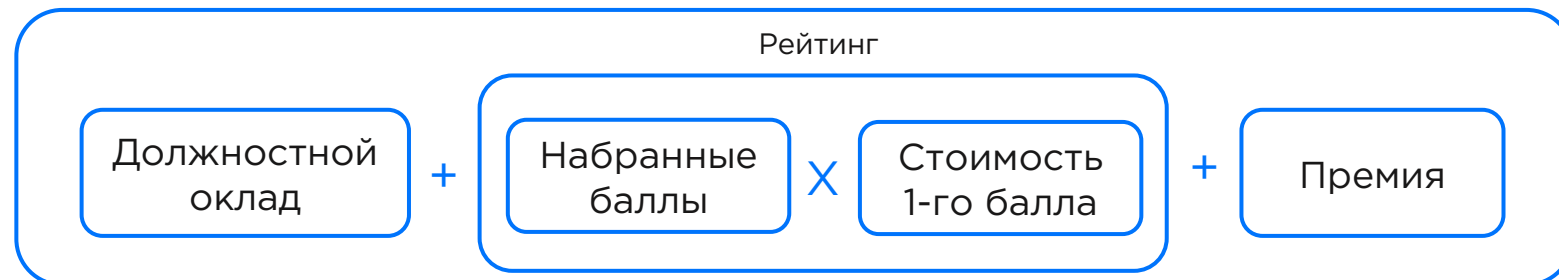 Рейтинг
Должностной
оклад
+
Набранные
баллы
X
Стоимость
1-го балла
+
Премия